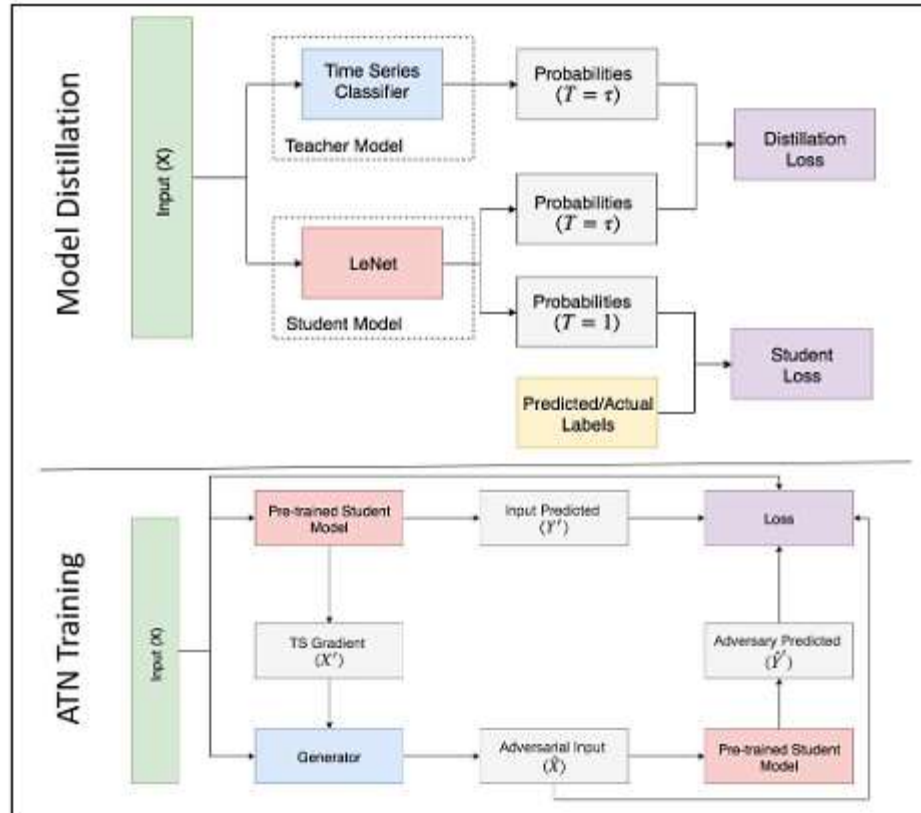 Model Distillation
Input (X)
Time Series
Classifier
Teacher Model
Probabilities
(T = τ)
Distillation
Loss
Probabilities
(T = τ)
LeNet
Student Model
Probabilities
(T = 1)
Student
Loss
Predicted/Actual
Labels
ATN Training
Input (X)
Pre-trained Student
Model
Input Predicted
(Y′)
Loss
TS Gradient
(X′)
Adversary Predicted
(Ŷ′)
Generator
Adversarial Input
(X̂)
Pre-trained Student
Model